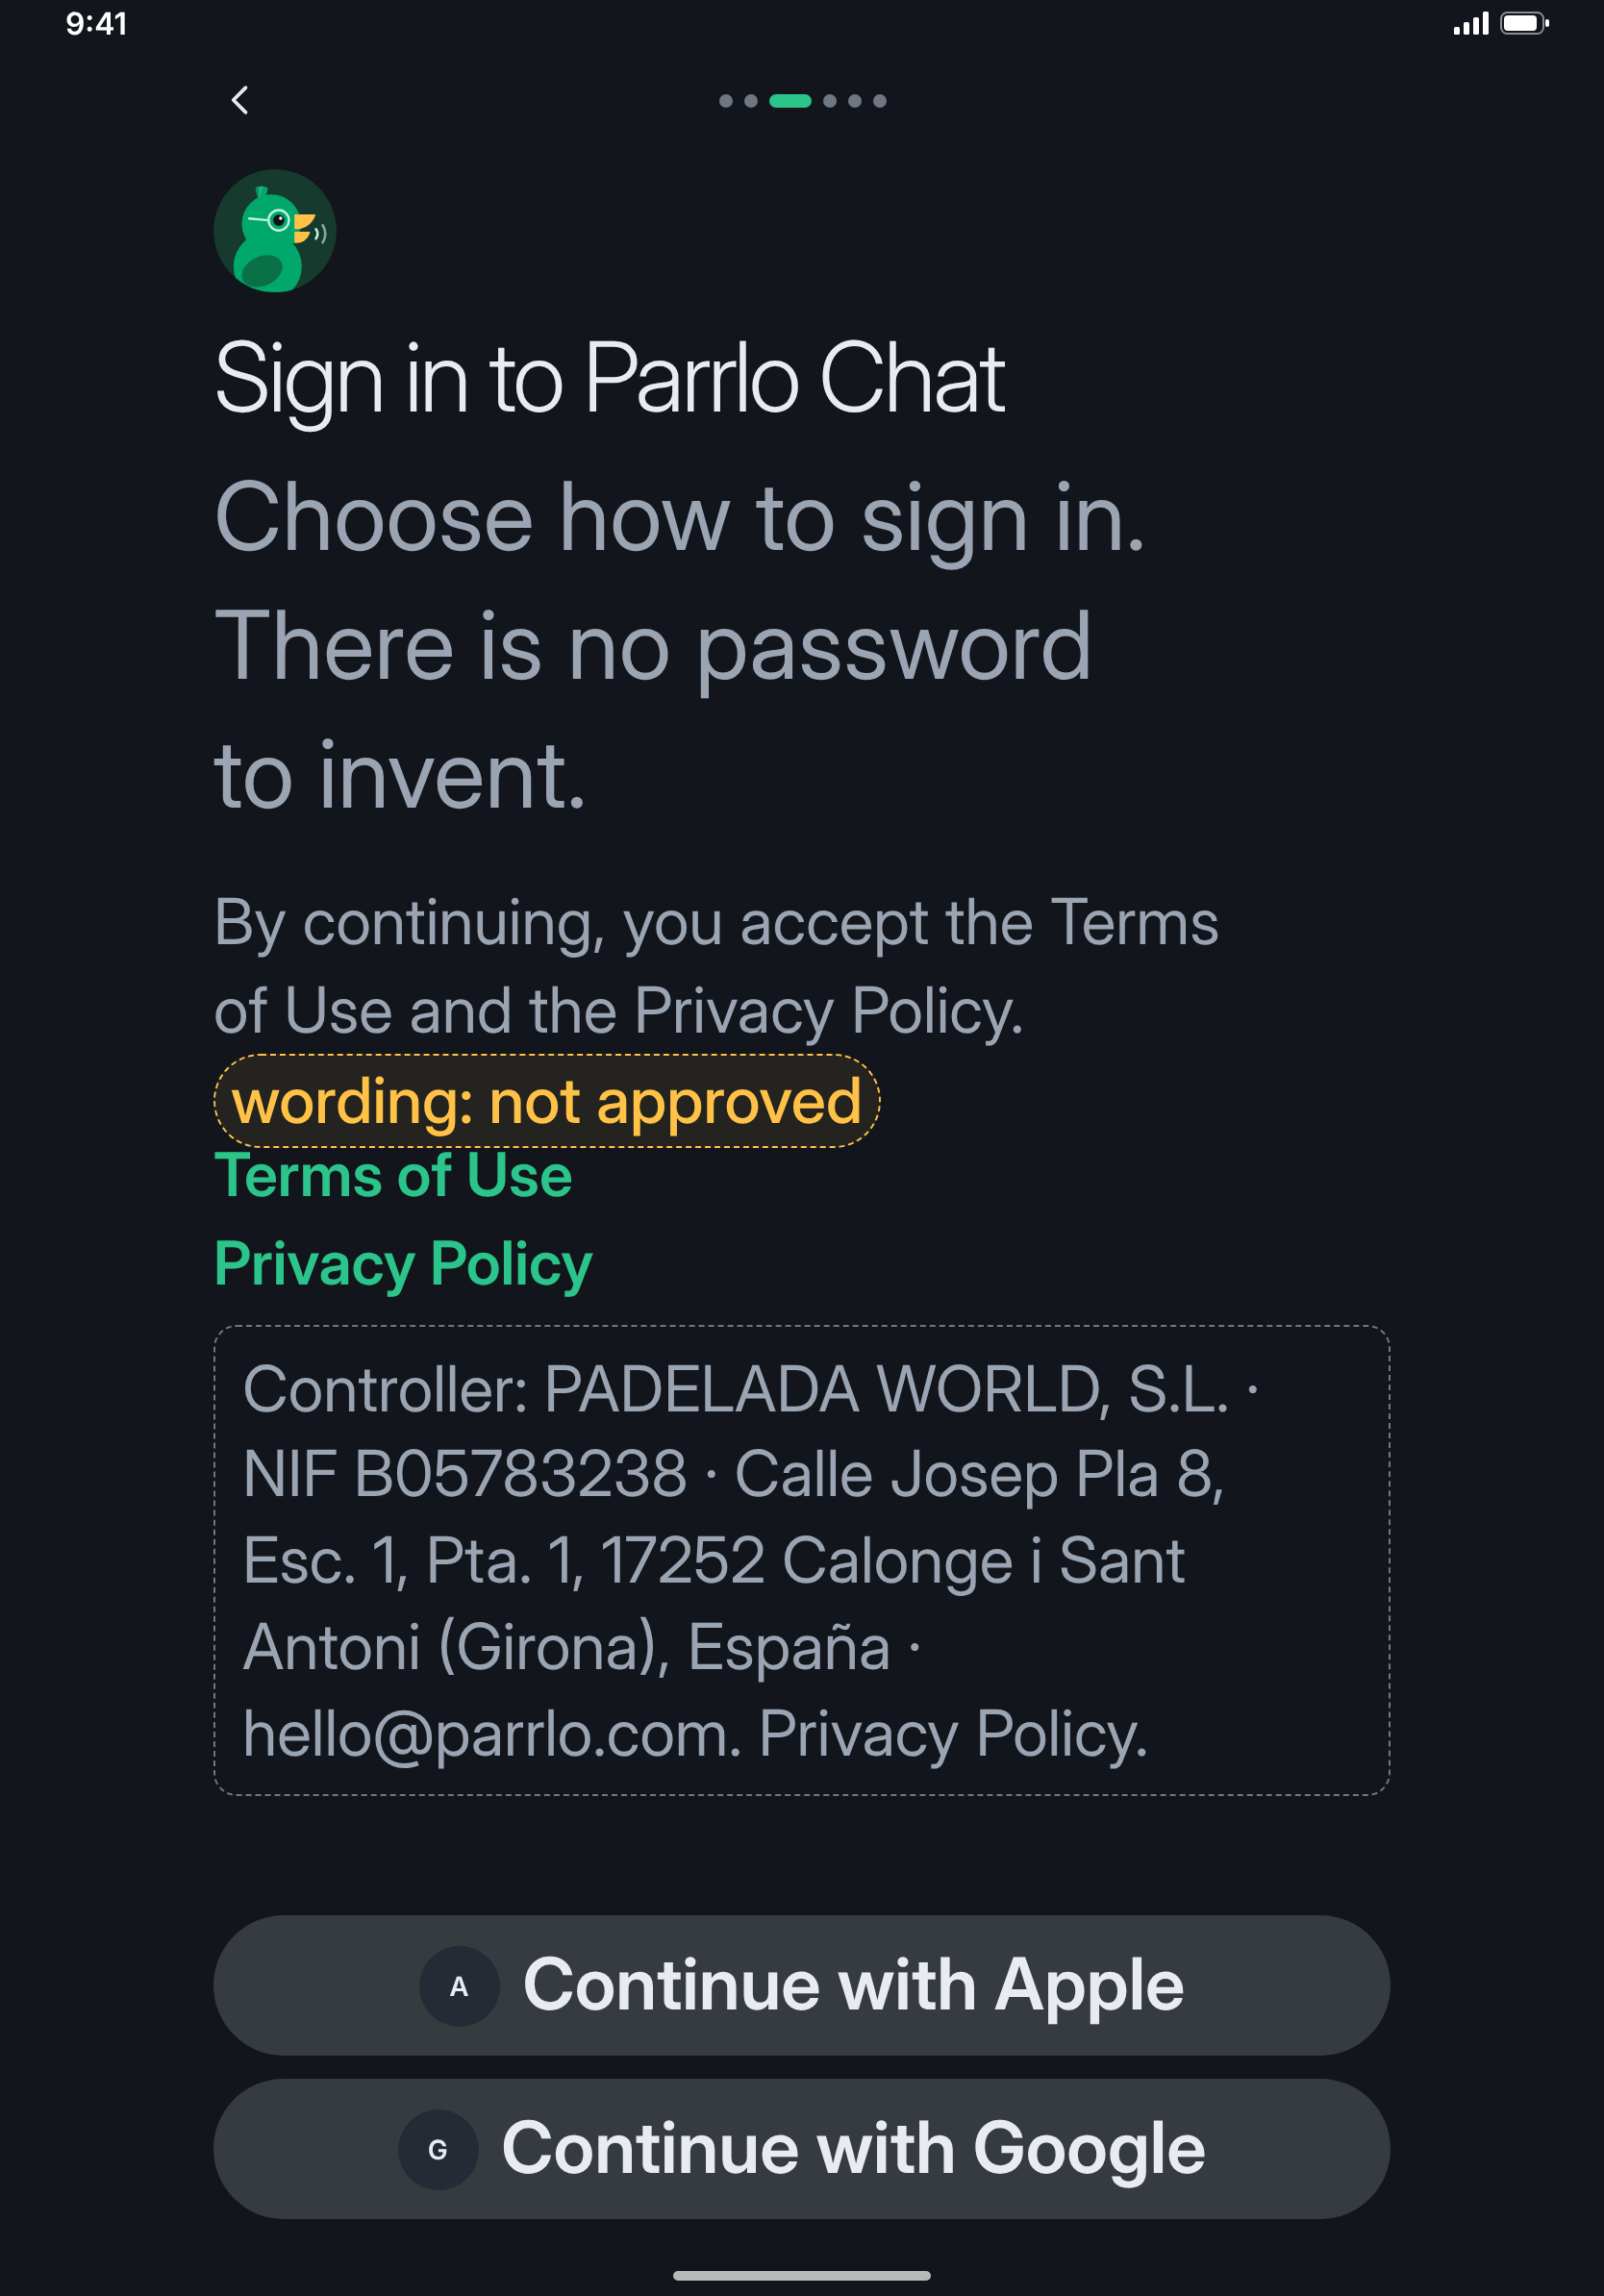 9:41
Sign in to Parrlo Chat
Choose how to sign in.
There is no password
to invent.
By continuing, you accept the Terms
of Use and the Privacy Policy.
wording: not approved
Terms of Use
Privacy Policy
Controller: PADELADA WORLD, S.L. ·
NIF B05783238 · Calle Josep Pla 8,
Esc. 1, Pta. 1, 17252 Calonge i Sant
Antoni (Girona), España ·
hello@parrlo.com. Privacy Policy.
A Continue with Apple
G Continue with Google